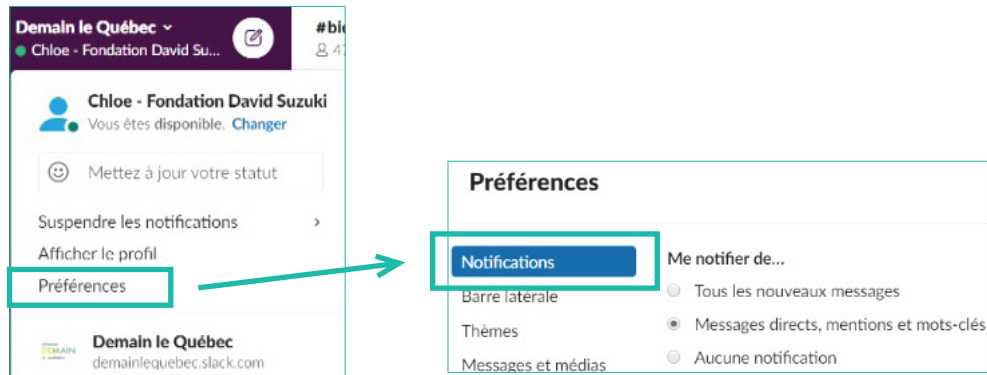 Demain le Québec
Chloe - Fondation David Su...
#bi
Chloe - Fondation David Suzuki
Vous êtes disponible. Changer
Mettez à jour votre statut
Suspendre les notifications
Afficher le profil
Préférences
DEMAIN
Demain le Québec
demainlequebec.slack.com
Préférences
Notifications
Barre latérale
Thèmes
Messages et médias
Me notifier de...
Tous les nouveaux messages
Messages directs, mentions et mots-clés
Aucune notification